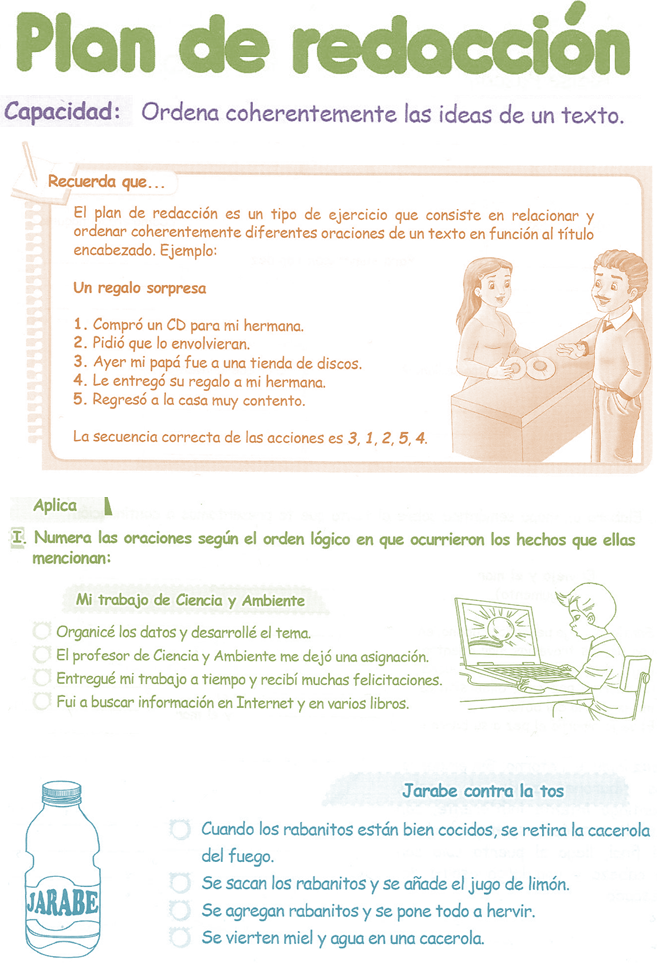 Plan de redacción
Capacidad: Ordena coherentemente las ideas de un texto.
Recuerda que...
El plan de redacción es un tipo de ejercicio que consiste en relacionar y
ordenar coherentemente diferentes oraciones de un texto en función al título
encabezado. Ejemplo:
Un regalo sorpresa
1. Compró un CD para mi hermana.
2. Pidió que lo envolvieran.
3. Ayer mi papá fue a una tienda de discos.
4. Le entregó su regalo a mi hermana.
5. Regresó a la casa muy contento.
La secuencia correcta de las acciones es 3, 1, 2, 5, 4.
Aplica
I. Numera las oraciones según el orden lógico en que ocurrieron los hechos que ellas
mencionan:
Mi trabajo de Ciencia y Ambiente
Organicé los datos y desarrollé el tema.
El profesor de Ciencia y Ambiente me dejó una asignación.
Entregué mi trabajo a tiempo y recibí muchas felicitaciones.
Fui a buscar información en Internet y en varios libros.
Jarabe contra la tos
Cuando los rabanitos están bien cocidos, se retira la cacerola
del fuego.
Se sacan los rabanitos y se añade el jugo de limón.
Se agregan rabanitos y se pone todo a hervir.
Se vierten miel y agua en una cacerola.
JARABE